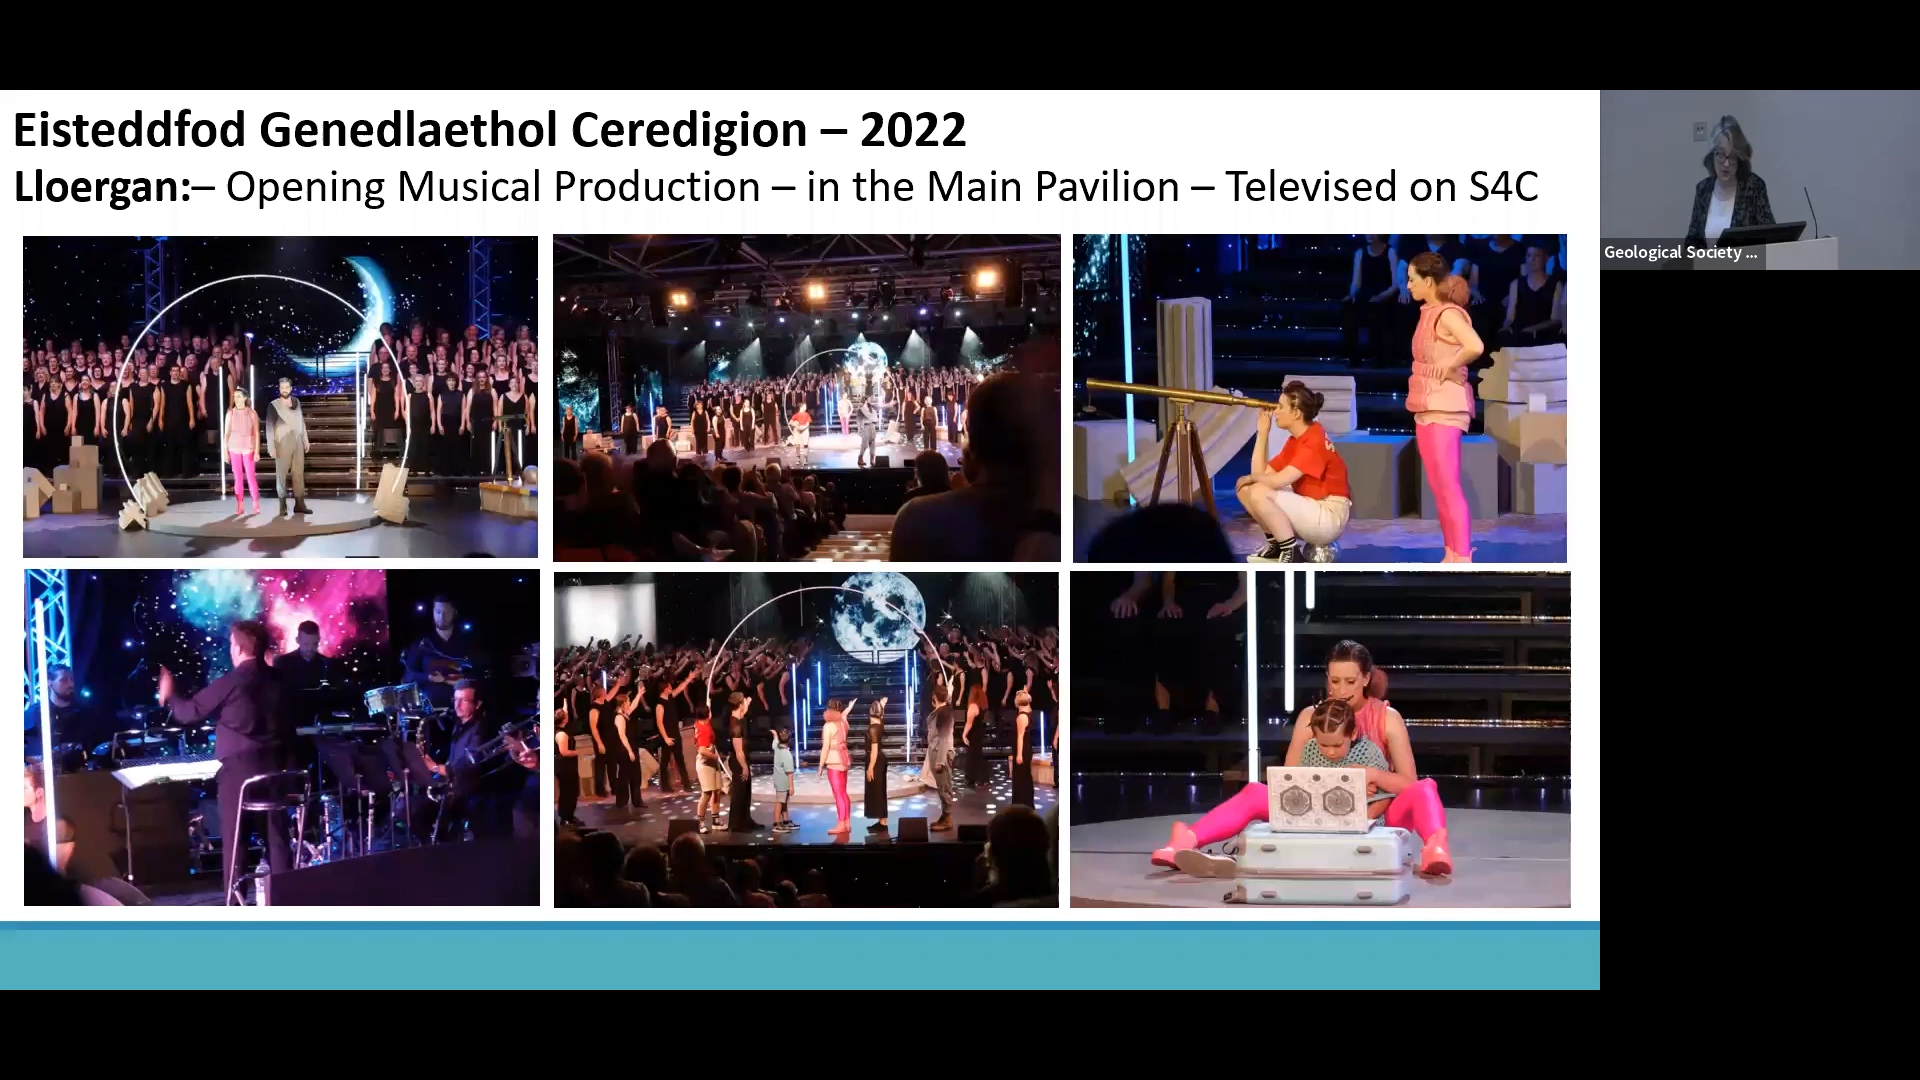 Eisteddfod Genedlaethol Ceredigion – 2022
Lloergan:– Opening Musical Production – in the Main Pavilion – Televised on S4C
Geological Society ...